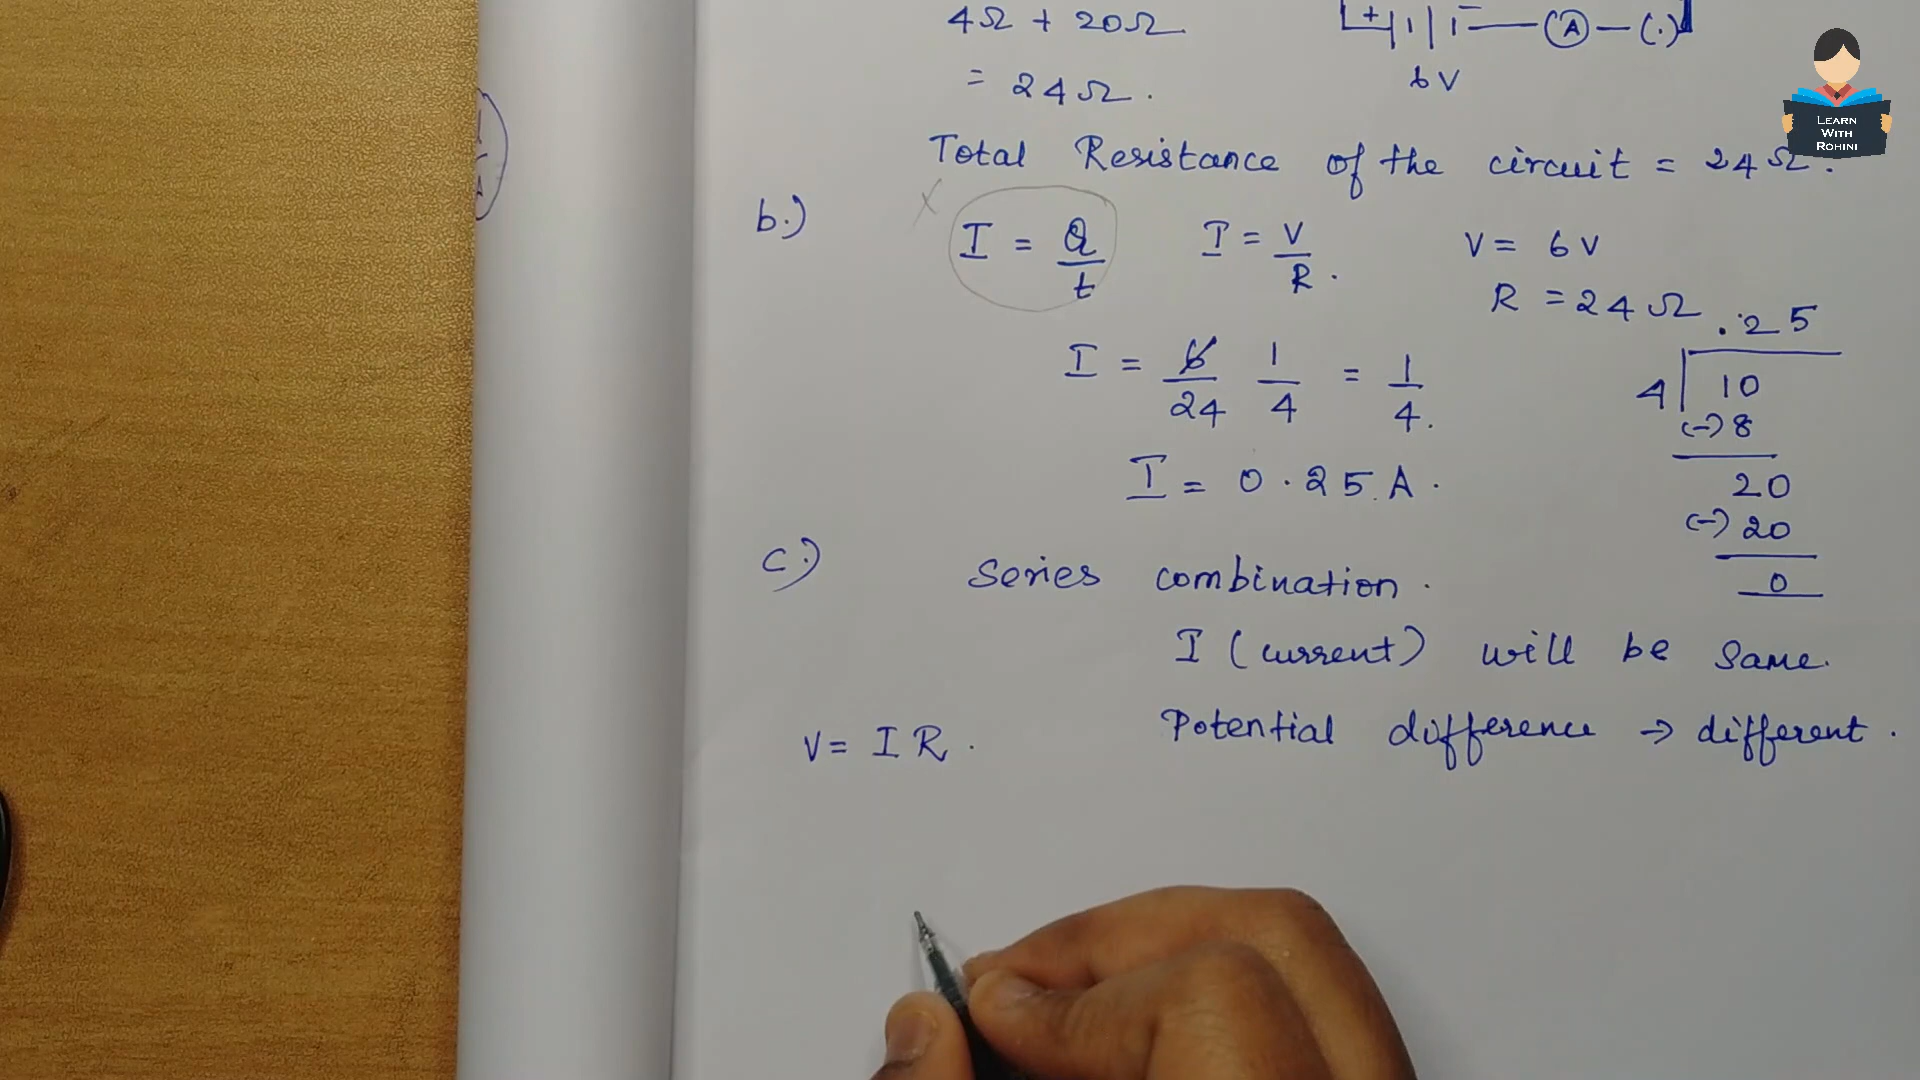 4Ω + 20Ω
= 24Ω.
+ A (.)
6V
LEARN
WITH
ROHINI
Total Resistance of the circuit = 24Ω.
b.)
x I = Q/t I = V/R. V = 6V
R = 24Ω
I = 6/24 1/4 = 1/4.
I = 0.25 A.
.25
4 10
(-) 8
20
(-) 20
0
c.) Series combination.
I (current) will be same.
V = IR. Potential difference → different.